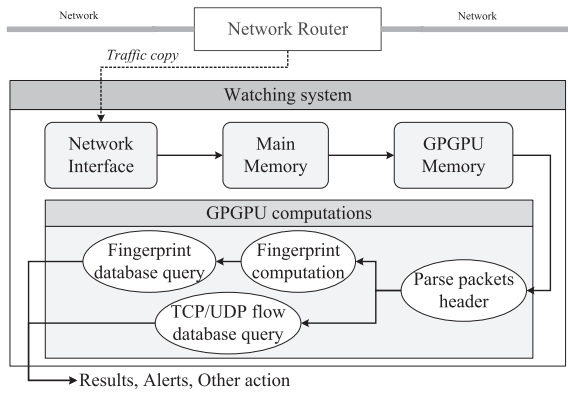 Network
Network Router
Network
Traffic copy
Watching system
Network
Interface
Main
Memory
GPGPU
Memory
GPGPU computations
Fingerprint
database query
Fingerprint
computation
Parse packets
header
TCP/UDP flow
database query
Results, Alerts, Other action